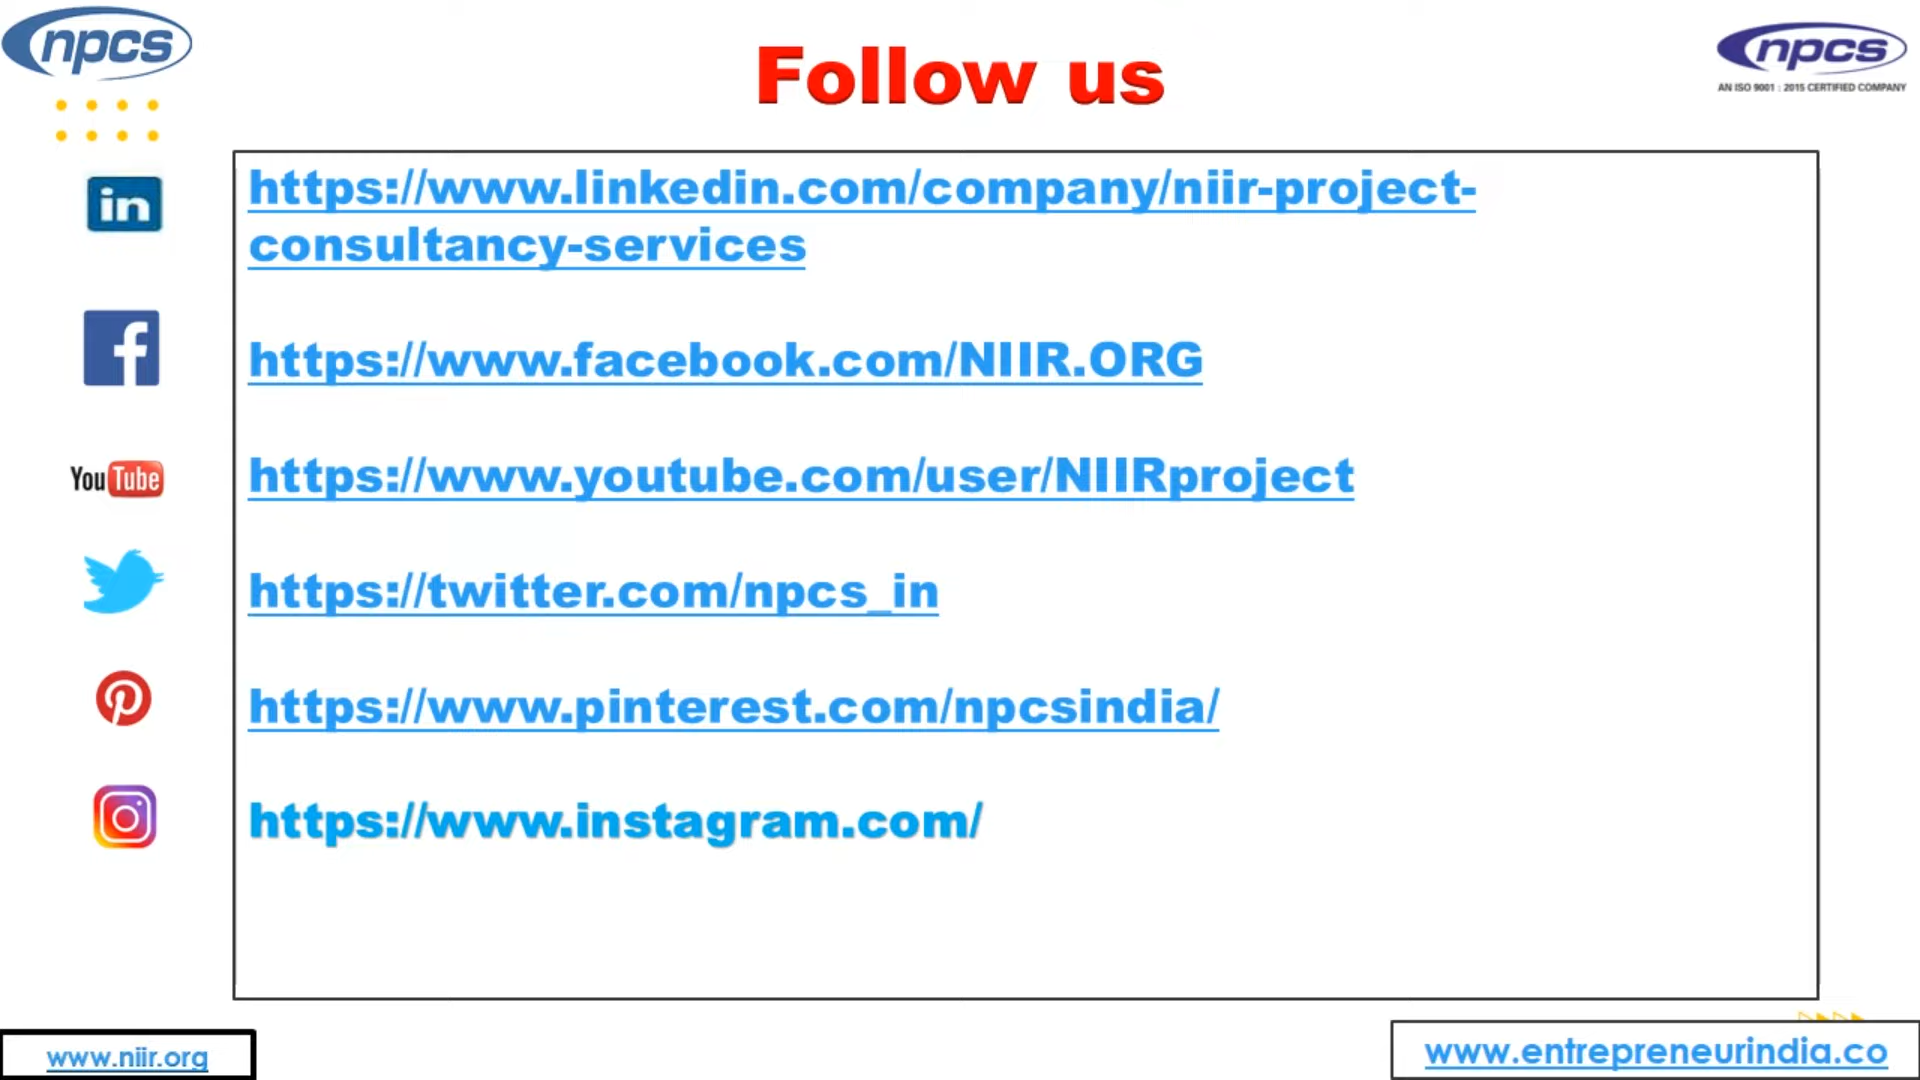 npcs
npcs
AN ISO 9001 : 2015 CERTIFIED COMPANY
Follow us
in
https://www.linkedin.com/company/niir-project-
consultancy-services
f
https://www.facebook.com/NIIR.ORG
YouTube
https://www.youtube.com/user/NIIRproject
https://twitter.com/npcs_in
https://www.pinterest.com/npcsindia/
https://www.instagram.com/
www.niir.org
www.entrepreneurindia.co